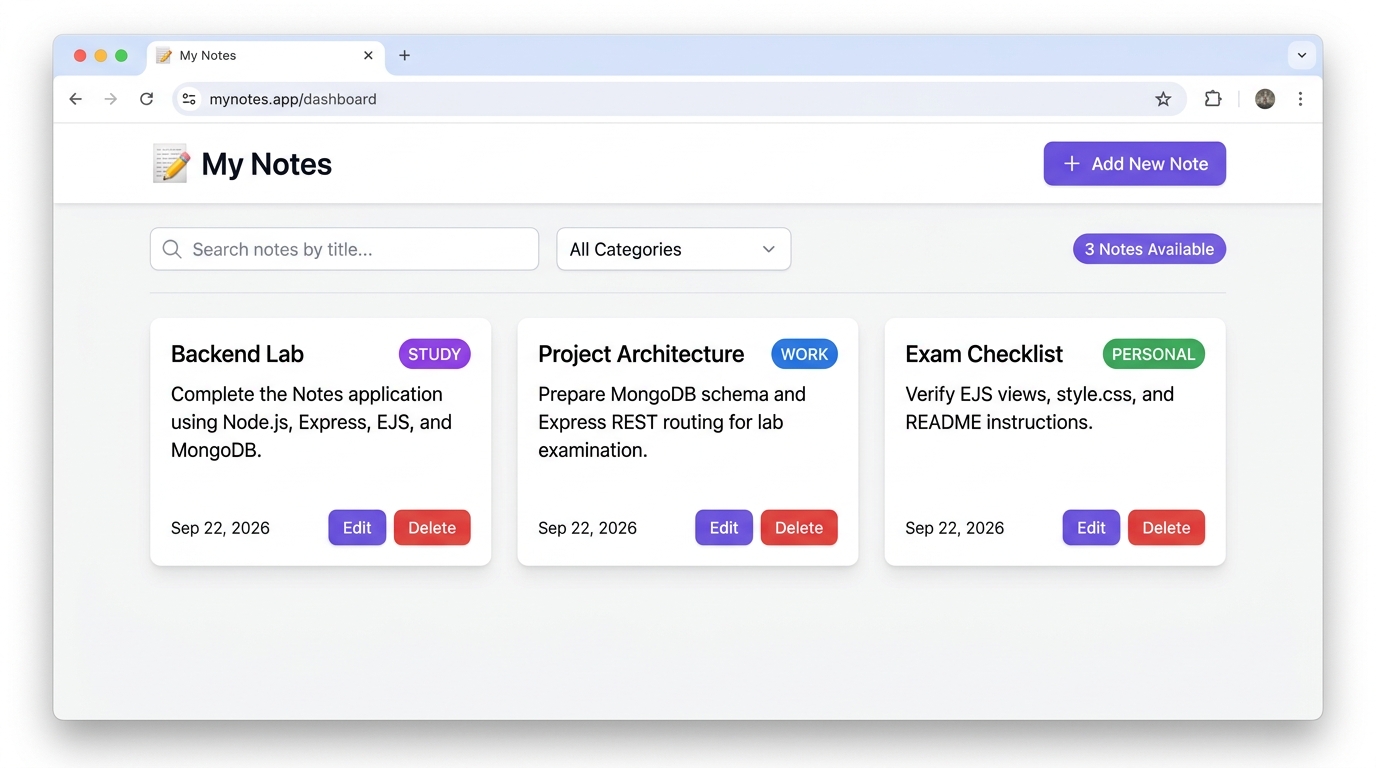 My Notes
mynotes.app/dashboard
My Notes
+ Add New Note
Search notes by title...
All Categories
3 Notes Available
Backend Lab
STUDY
Complete the Notes application
using Node.js, Express, EJS, and
MongoDB.
Sep 22, 2026
Edit
Delete
Project Architecture
WORK
Prepare MongoDB schema and
Express REST routing for lab
examination.
Sep 22, 2026
Edit
Delete
Exam Checklist
PERSONAL
Verify EJS views, style.css, and
README instructions.
Sep 22, 2026
Edit
Delete